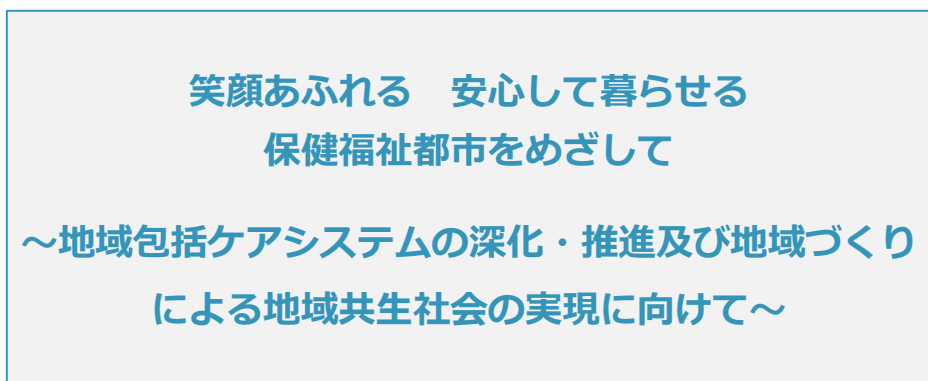 笑顔あふれる　安心して暮らせる
保健福祉都市をめざして
～地域包括ケアシステムの深化・推進及び地域づくり
による地域共生社会の実現に向けて～